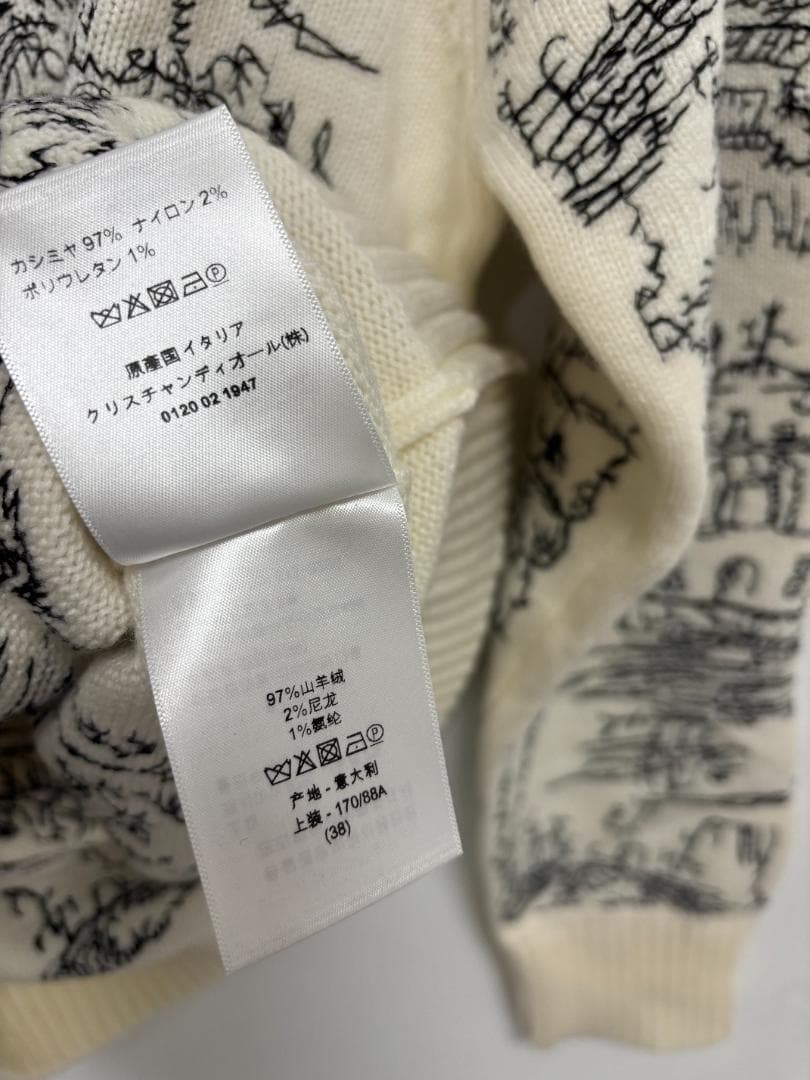 カシミヤ 97% ナイロン 2%
ポリウレタン 1%
P
原産国 イタリア
クリスチャンディオール(株)
0120 02 1947
97%山羊绒
2%尼龙
1%氨纶
P
产地 - 意大利
上装 - 170/88A
(38)